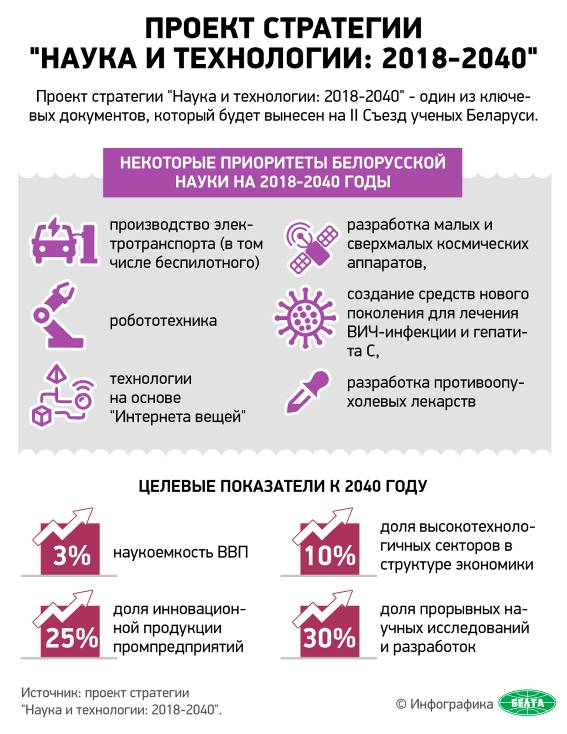 ПРОЕКТ СТРАТЕГИИ
"НАУКА И ТЕХНОЛОГИИ: 2018-2040"
Проект стратегии "Наука и технологии: 2018-2040" - один из ключе-
вых документов, который будет вынесен на II Съезд ученых Беларуси.
НЕКОТОРЫЕ ПРИОРИТЕТЫ БЕЛОРУССКОЙ
НАУКИ НА 2018-2040 ГОДЫ
производство элек-
тротранспорта (в том
числе беспилотного)
робототехника
технологии
на основе
"Интернета вещей"
разработка малых и
сверхмалых космических
аппаратов,
создание средств нового
поколения для лечения
ВИЧ-инфекции и гепати-
та С,
разработка противоопу-
холевых лекарств
ЦЕЛЕВЫЕ ПОКАЗАТЕЛИ К 2040 ГОДУ
3%
наукоемкость ВВП
10%
доля высокотехноло-
гичных секторов в
структуре экономики
25%
доля инновацион-
ной продукции
промпредприятий
30%
доля прорывных на-
учных исследований
и разработок
Источник: проект стратегии
"Наука и технологии: 2018-2040".
© Инфографика
БЕЛТА